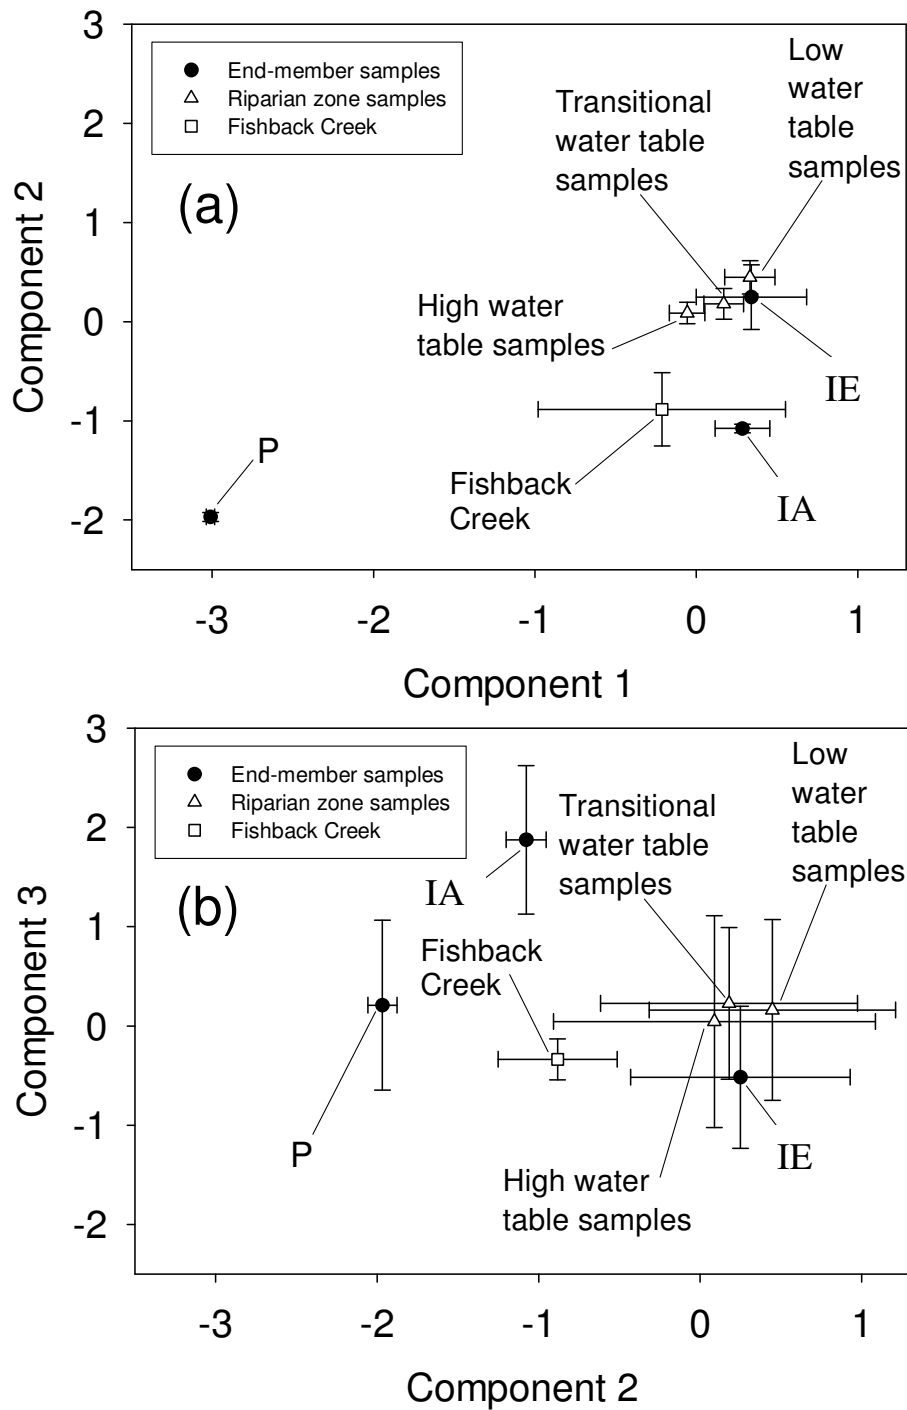 3
2
1
0
-1
-2
Component 2
End-member samples
Riparian zone samples
Fishback Creek
(a)
Low
water
table
samples
Transitional
water table
samples
High water
table samples
IE
P
Fishback
Creek
IA
-3
-2
-1
0
1
Component 1
3
2
1
0
-1
-2
Component 3
End-member samples
Riparian zone samples
Fishback Creek
(b)
Low
water
table
samples
Transitional
water table
samples
IA
Fishback
Creek
P
IE
High water
table samples
-3
-2
-1
0
1
Component 2